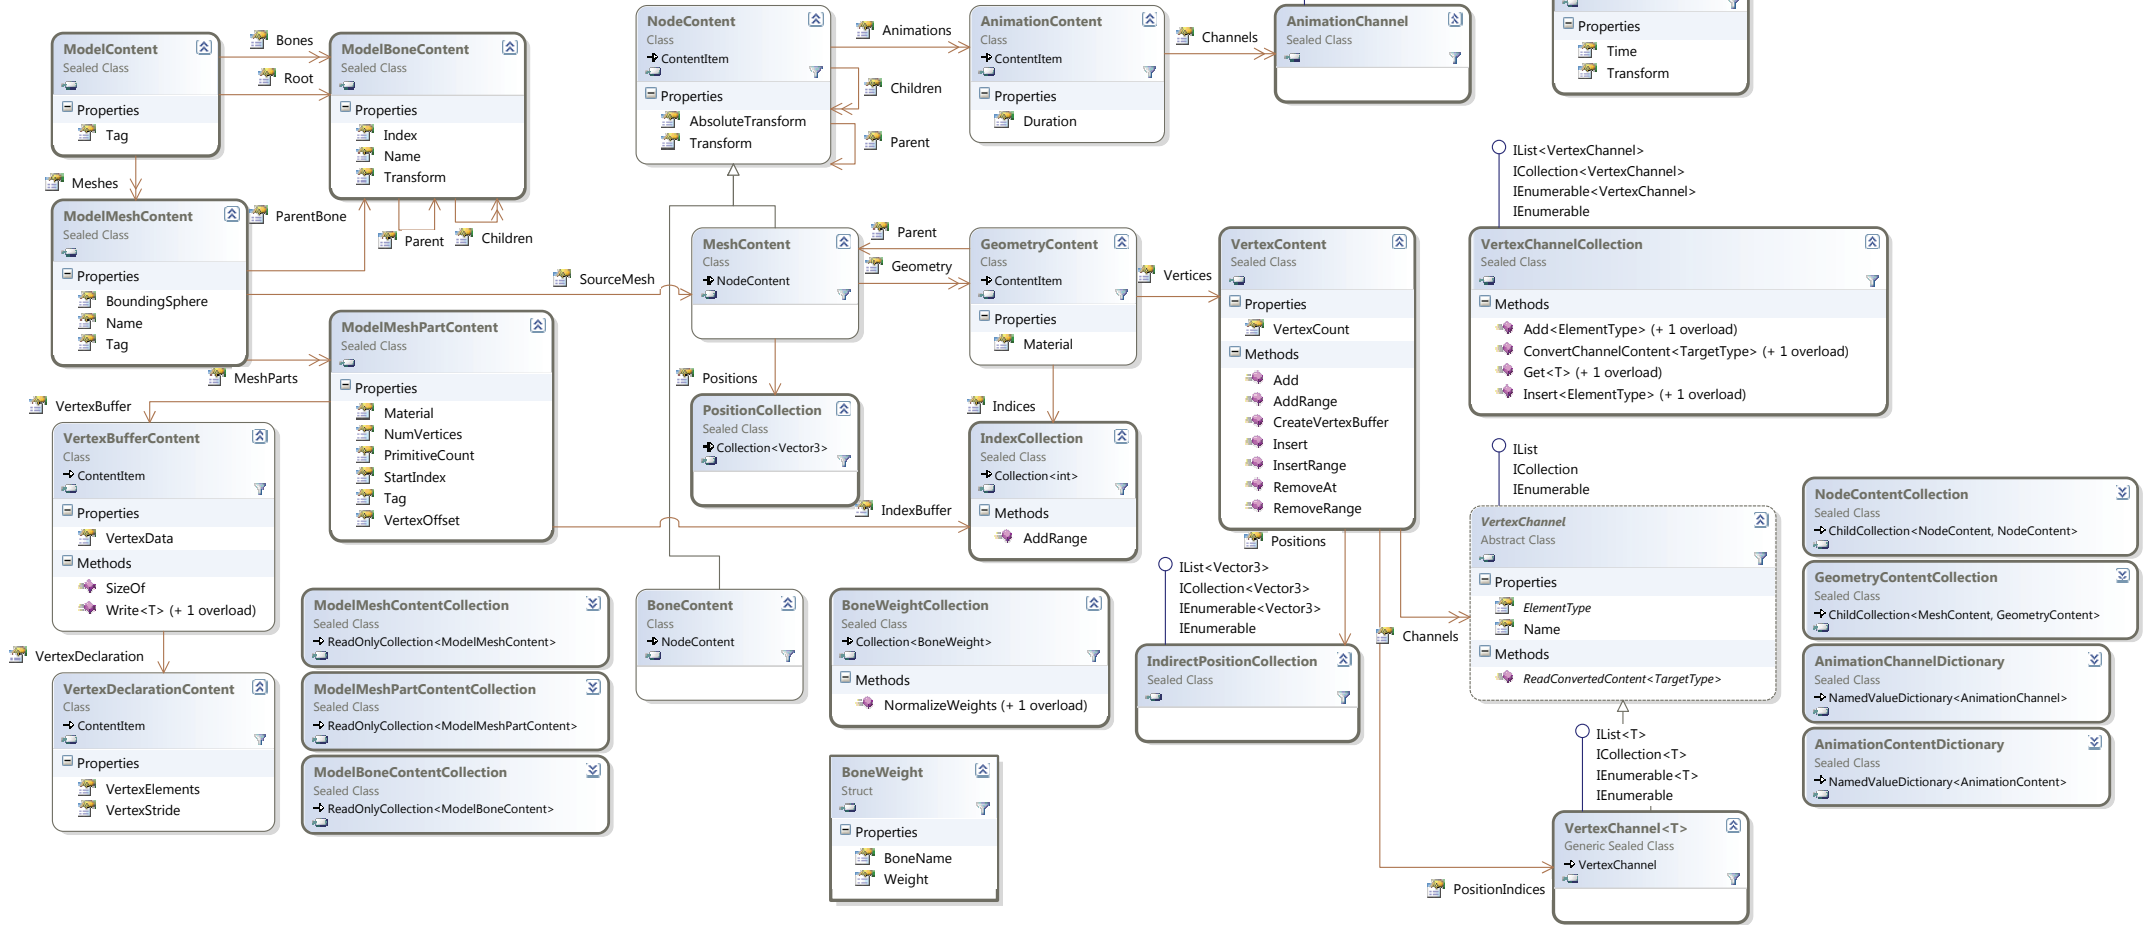 ModelContent
Sealed Class
Properties
Tag
Bones
Root
ModelBoneContent
Sealed Class
Properties
Index
Name
Transform
Parent
Children
Meshes
ModelMeshContent
Sealed Class
Properties
BoundingSphere
Name
Tag
ParentBone
SourceMesh
MeshParts
ModelMeshPartContent
Sealed Class
Properties
Material
NumVertices
PrimitiveCount
StartIndex
Tag
VertexOffset
VertexBuffer
VertexBufferContent
Class
ContentItem
Properties
VertexData
Methods
SizeOf
Write<T> (+ 1 overload)
VertexDeclaration
VertexDeclarationContent
Class
ContentItem
Properties
VertexElements
VertexStride
ModelMeshContentCollection
Sealed Class
ReadOnlyCollection<ModelMeshContent>
ModelMeshPartContentCollection
Sealed Class
ReadOnlyCollection<ModelMeshPartContent>
ModelBoneContentCollection
Sealed Class
ReadOnlyCollection<ModelBoneContent>
NodeContent
Class
ContentItem
Properties
AbsoluteTransform
Transform
Animations
Children
Parent
AnimationContent
Class
ContentItem
Properties
Duration
Channels
AnimationChannel
Sealed Class
Properties
Time
Transform
MeshContent
Class
NodeContent
Parent
Geometry
GeometryContent
Class
ContentItem
Properties
Material
Vertices
Positions
PositionCollection
Sealed Class
Collection<Vector3>
IndexBuffer
Indices
IndexCollection
Sealed Class
Collection<int>
Methods
AddRange
BoneContent
Class
NodeContent
BoneWeightCollection
Sealed Class
Collection<BoneWeight>
Methods
NormalizeWeights (+ 1 overload)
BoneWeight
Struct
Properties
BoneName
Weight
VertexContent
Sealed Class
Properties
VertexCount
Methods
Add
AddRange
CreateVertexBuffer
Insert
InsertRange
RemoveAt
RemoveRange
Positions
IList<Vector3>
ICollection<Vector3>
IEnumerable<Vector3>
IEnumerable
IndirectPositionCollection
Sealed Class
Channels
PositionIndices
IList<VertexChannel>
ICollection<VertexChannel>
IEnumerable<VertexChannel>
IEnumerable
VertexChannelCollection
Sealed Class
Methods
Add<ElementType> (+ 1 overload)
ConvertChannelContent<TargetType> (+ 1 overload)
Get<T> (+ 1 overload)
Insert<ElementType> (+ 1 overload)
IList
ICollection
IEnumerable
VertexChannel
Abstract Class
Properties
ElementType
Name
Methods
ReadConvertedContent<TargetType>
IList<T>
ICollection<T>
IEnumerable<T>
IEnumerable
VertexChannel<T>
Generic Sealed Class
VertexChannel
NodeContentCollection
Sealed Class
ChildCollection<NodeContent, NodeContent>
GeometryContentCollection
Sealed Class
ChildCollection<MeshContent, GeometryContent>
AnimationChannelDictionary
Sealed Class
NamedValueDictionary<AnimationChannel>
AnimationContentDictionary
Sealed Class
NamedValueDictionary<AnimationContent>